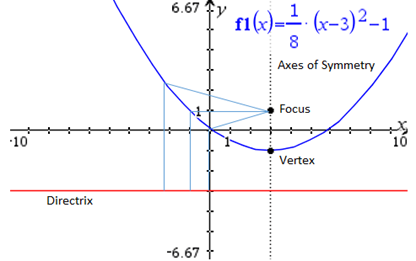 6.67
y
f1(x)=1/8·(x-3)²-1
Axes of Symmetry
Focus
1
x
-10
1
10
Vertex
Directrix
-6.67